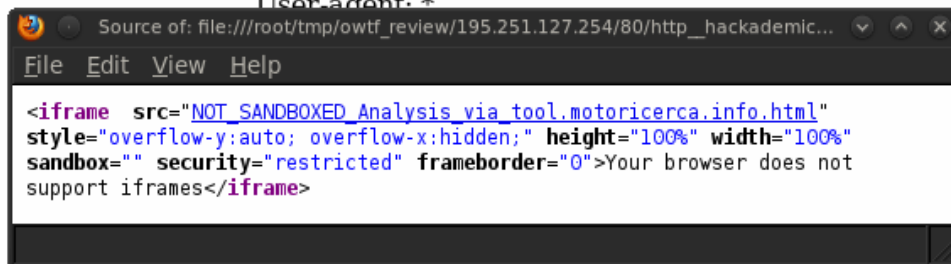 User-agent: *
Source of: file:///root/tmp/owtf_review/195.251.127.254/80/http__hackademic...
File Edit View Help
<iframe  src="NOT_SANDBOXED_Analysis_via_tool.motoricerca.info.html"
style="overflow-y:auto; overflow-x:hidden;" height="100%" width="100%"
sandbox="" security="restricted" frameborder="0">Your browser does not
support iframes</iframe>